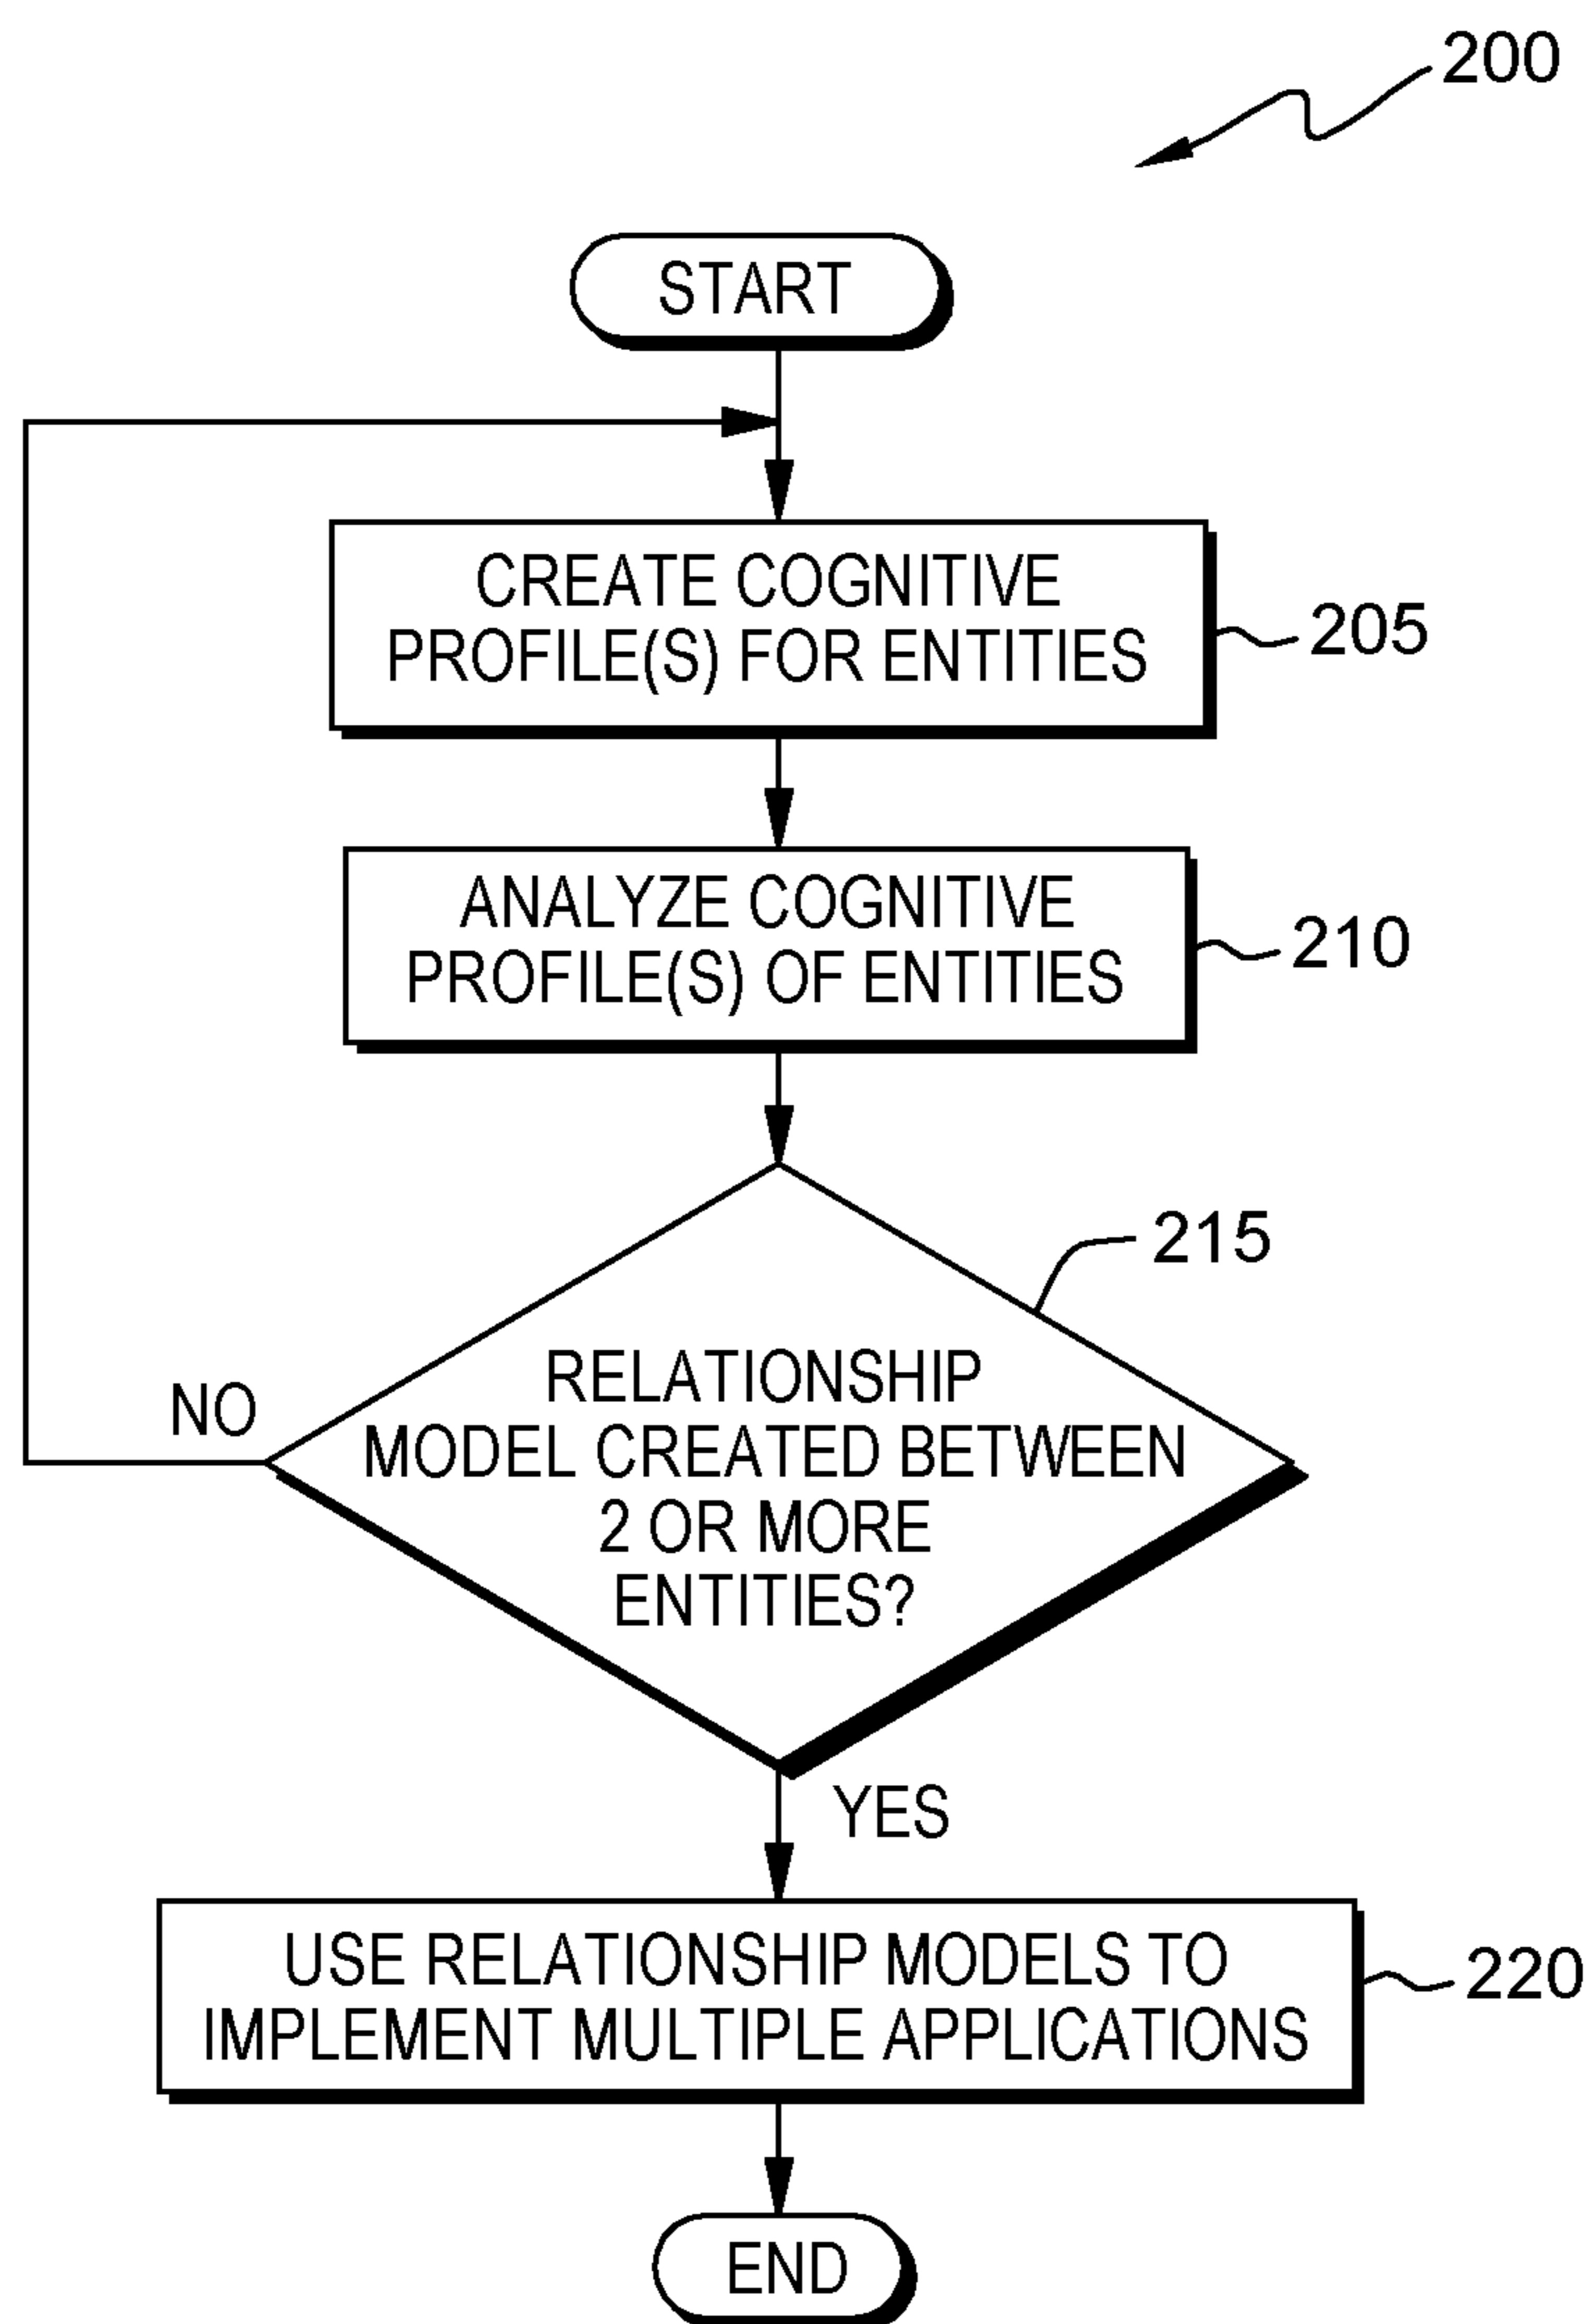 200
START
CREATE COGNITIVE
PROFILE(S) FOR ENTITIES
205
ANALYZE COGNITIVE
PROFILE(S) OF ENTITIES
210
215
RELATIONSHIP
MODEL CREATED BETWEEN
2 OR MORE
ENTITIES?
NO
YES
USE RELATIONSHIP MODELS TO
IMPLEMENT MULTIPLE APPLICATIONS
220
END